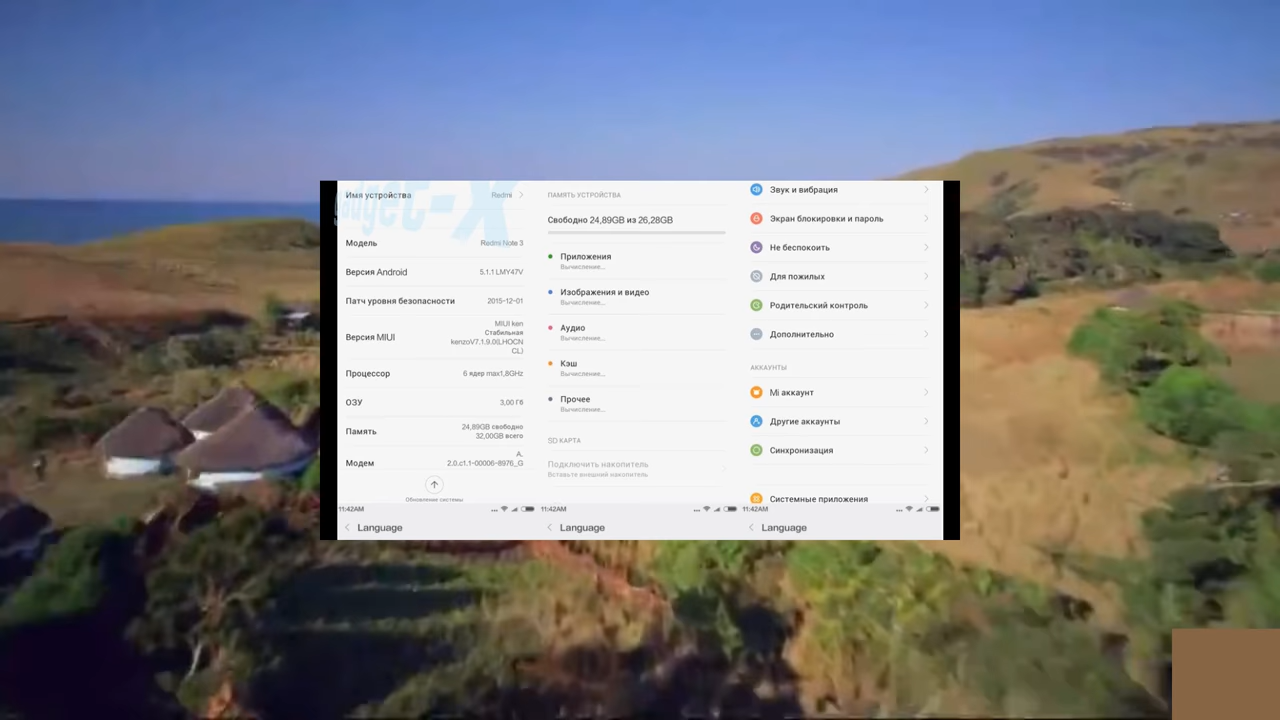 Имя устройства Redmi
Модель Redmi Note 3
Версия Android 5.1.1 LMY47V
Патч уровня безопасности 2015-12-01
Версия MIUI
MIUI ken
Стабильная
kenzoV7.1.9.0(LHOCN
CL)
Процессор 6 ядер max1,8GHz
ОЗУ 3,00 Гб
Память
24,89GB свободно
32,00GB всего
Модем
A.
2.0.c1.1-00006-8976_G
Обновление системы
11:42AM
Language
ПАМЯТЬ УСТРОЙСТВА
Свободно 24,89GB из 26,28GB
Приложения
Вычисление...
Изображения и видео
Вычисление...
Аудио
Вычисление...
Кэш
Вычисление...
Прочее
Вычисление...
SD КАРТА
Подключить накопитель
Вставьте внешний накопитель
11:42AM
Language
Звук и вибрация
Экран блокировки и пароль
Не беспокоить
Для пожилых
Родительский контроль
Дополнительно
АККАУНТЫ
Mi аккаунт
Другие аккаунты
Синхронизация
Системные приложения
11:42AM
Language